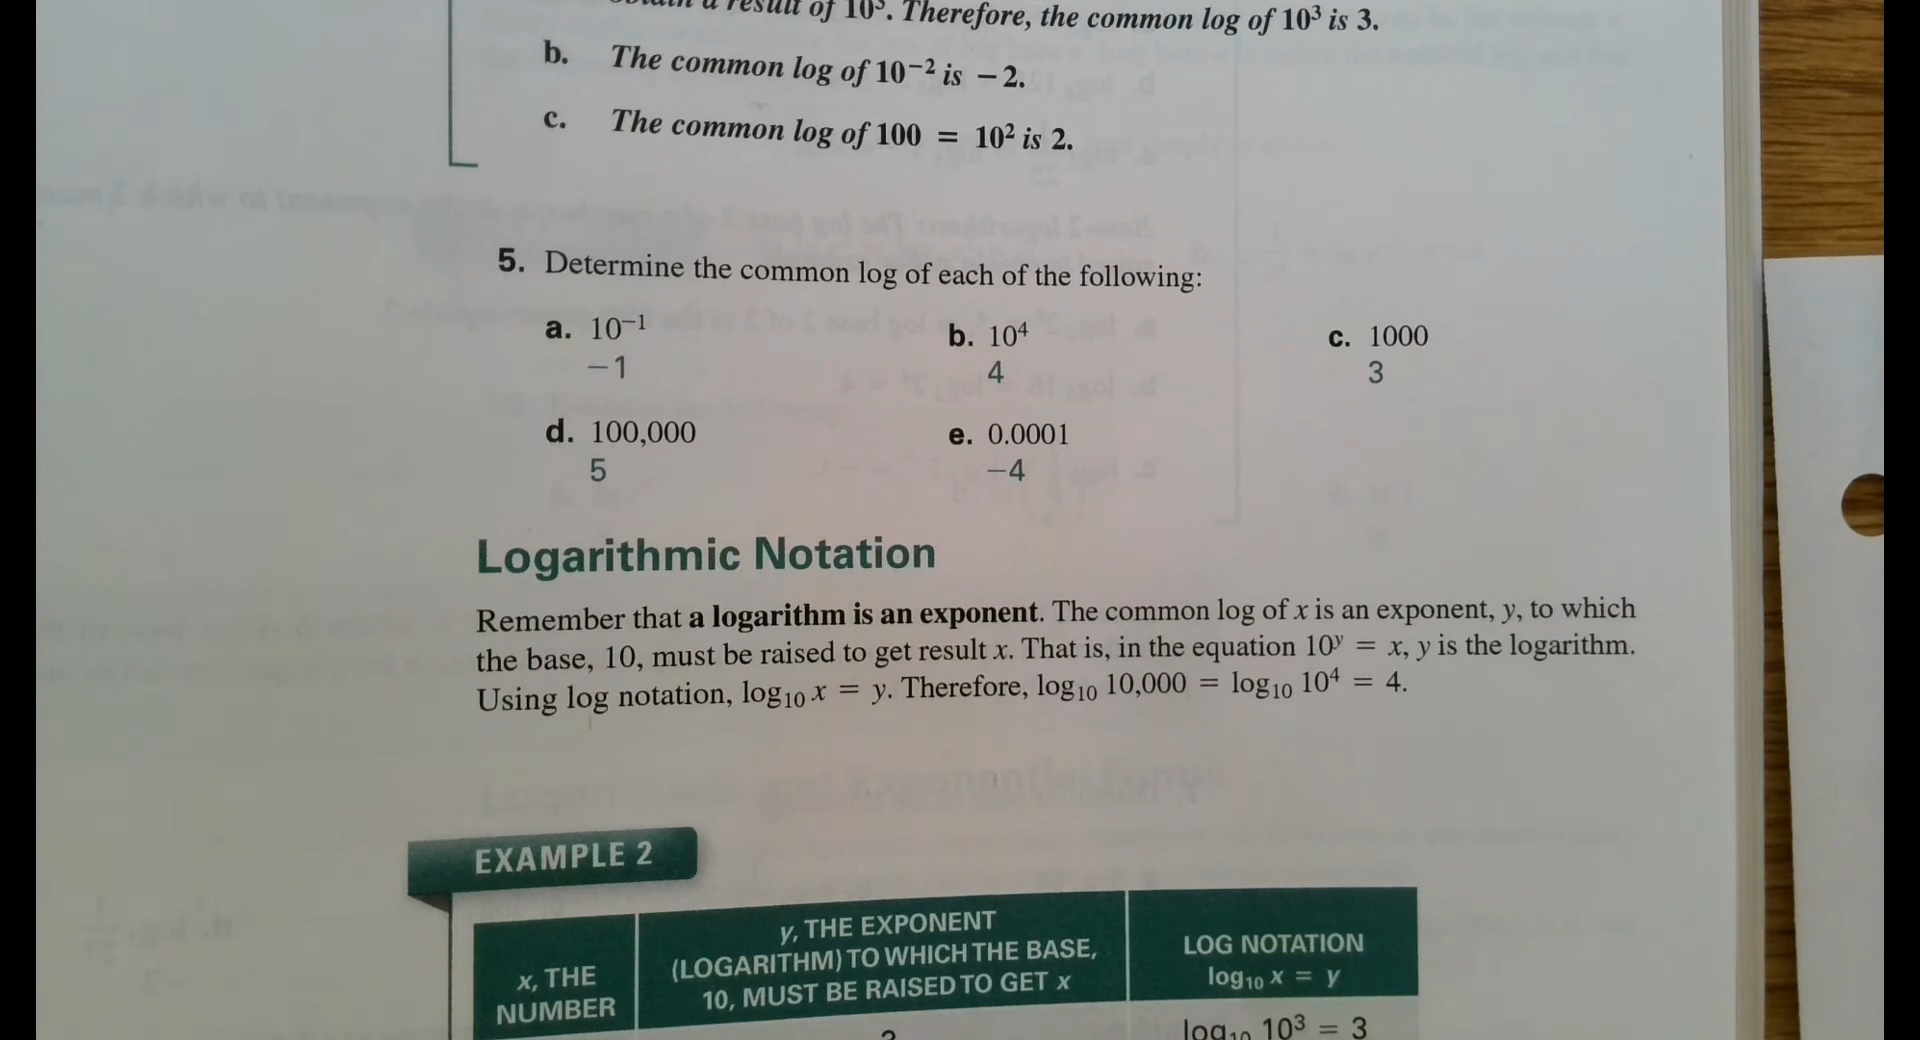 a result of 10³. Therefore, the common log of 10³ is 3.
b. The common log of 10⁻² is −2.
c. The common log of 100 = 10² is 2.
5. Determine the common log of each of the following:
a. 10⁻¹ b. 10⁴ c. 1000
−1 4 3
d. 100,000 e. 0.0001
5 −4
Logarithmic Notation
Remember that a logarithm is an exponent. The common log of x is an exponent, y, to which
the base, 10, must be raised to get result x. That is, in the equation 10ʸ = x, y is the logarithm.
Using log notation, log₁₀ x = y. Therefore, log₁₀ 10,000 = log₁₀ 10⁴ = 4.
EXAMPLE 2
x, THE
NUMBER
y, THE EXPONENT
(LOGARITHM) TO WHICH THE BASE,
10, MUST BE RAISED TO GET x
LOG NOTATION
log₁₀ x = y
log₁₀ 10³ = 3